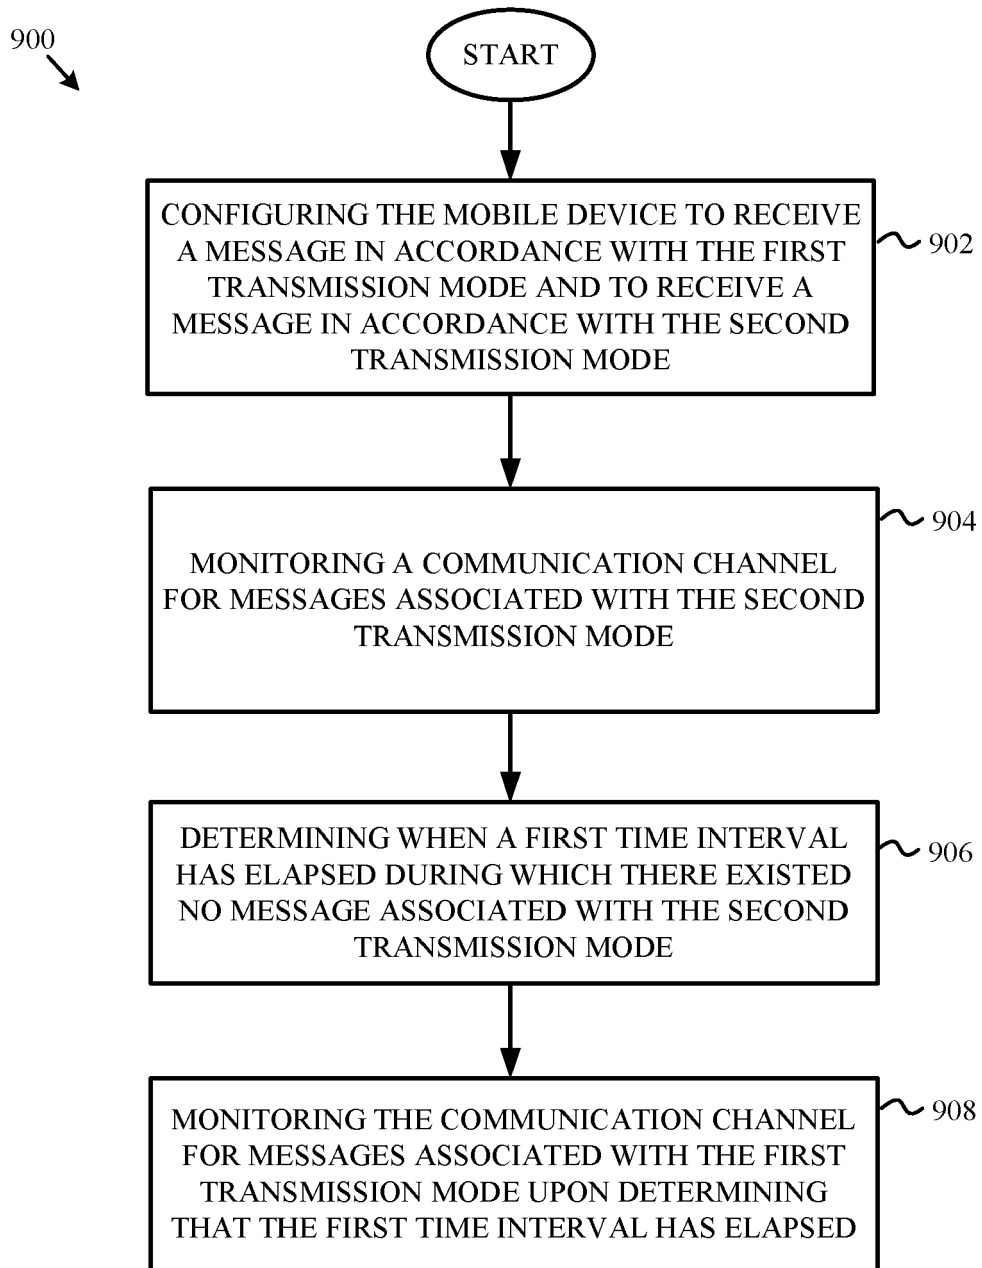 900
START
CONFIGURING THE MOBILE DEVICE TO RECEIVE
A MESSAGE IN ACCORDANCE WITH THE FIRST
TRANSMISSION MODE AND TO RECEIVE A
MESSAGE IN ACCORDANCE WITH THE SECOND
TRANSMISSION MODE
902
MONITORING A COMMUNICATION CHANNEL
FOR MESSAGES ASSOCIATED WITH THE SECOND
TRANSMISSION MODE
904
DETERMINING WHEN A FIRST TIME INTERVAL
HAS ELAPSED DURING WHICH THERE EXISTED
NO MESSAGE ASSOCIATED WITH THE SECOND
TRANSMISSION MODE
906
MONITORING THE COMMUNICATION CHANNEL
FOR MESSAGES ASSOCIATED WITH THE FIRST
TRANSMISSION MODE UPON DETERMINING
THAT THE FIRST TIME INTERVAL HAS ELAPSED
908